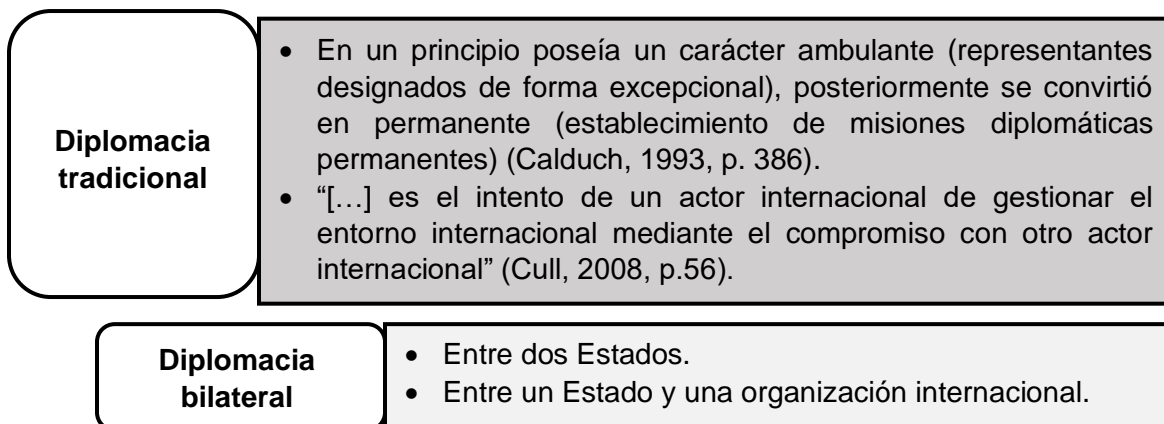 Diplomacia
tradicional
• En un principio poseía un carácter ambulante (representantes
designados de forma excepcional), posteriormente se convirtió
en permanente (establecimiento de misiones diplomáticas
permanentes) (Calduch, 1993, p. 386).
• “[…] es el intento de un actor internacional de gestionar el
entorno internacional mediante el compromiso con otro actor
internacional” (Cull, 2008, p.56).
Diplomacia
bilateral
• Entre dos Estados.
• Entre un Estado y una organización internacional.